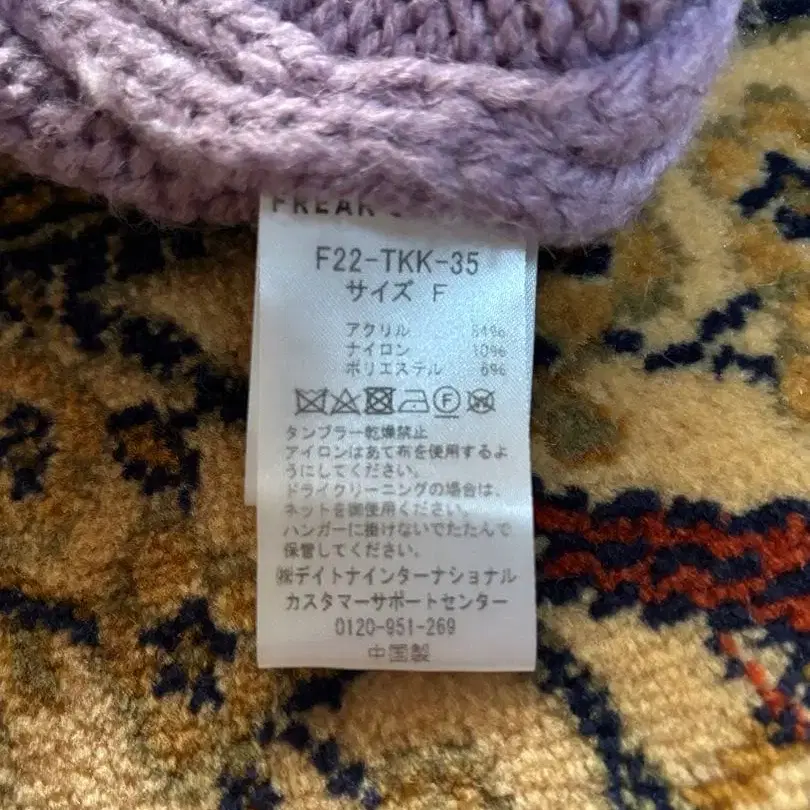 FREAK
F22-TKK-35
サイズ F
アクリル 84%
ナイロン 10%
ポリエステル 6%
タンブラー乾燥禁止
アイロンはあて布を使用するよ
うにしてください。
ドライクリーニングの場合は、
ネットを御使用ください。
ハンガーに掛けないでたたんで
保管してください。
㈱デイトナインターナショナル
カスタマーサポートセンター
0120-951-269
中国製